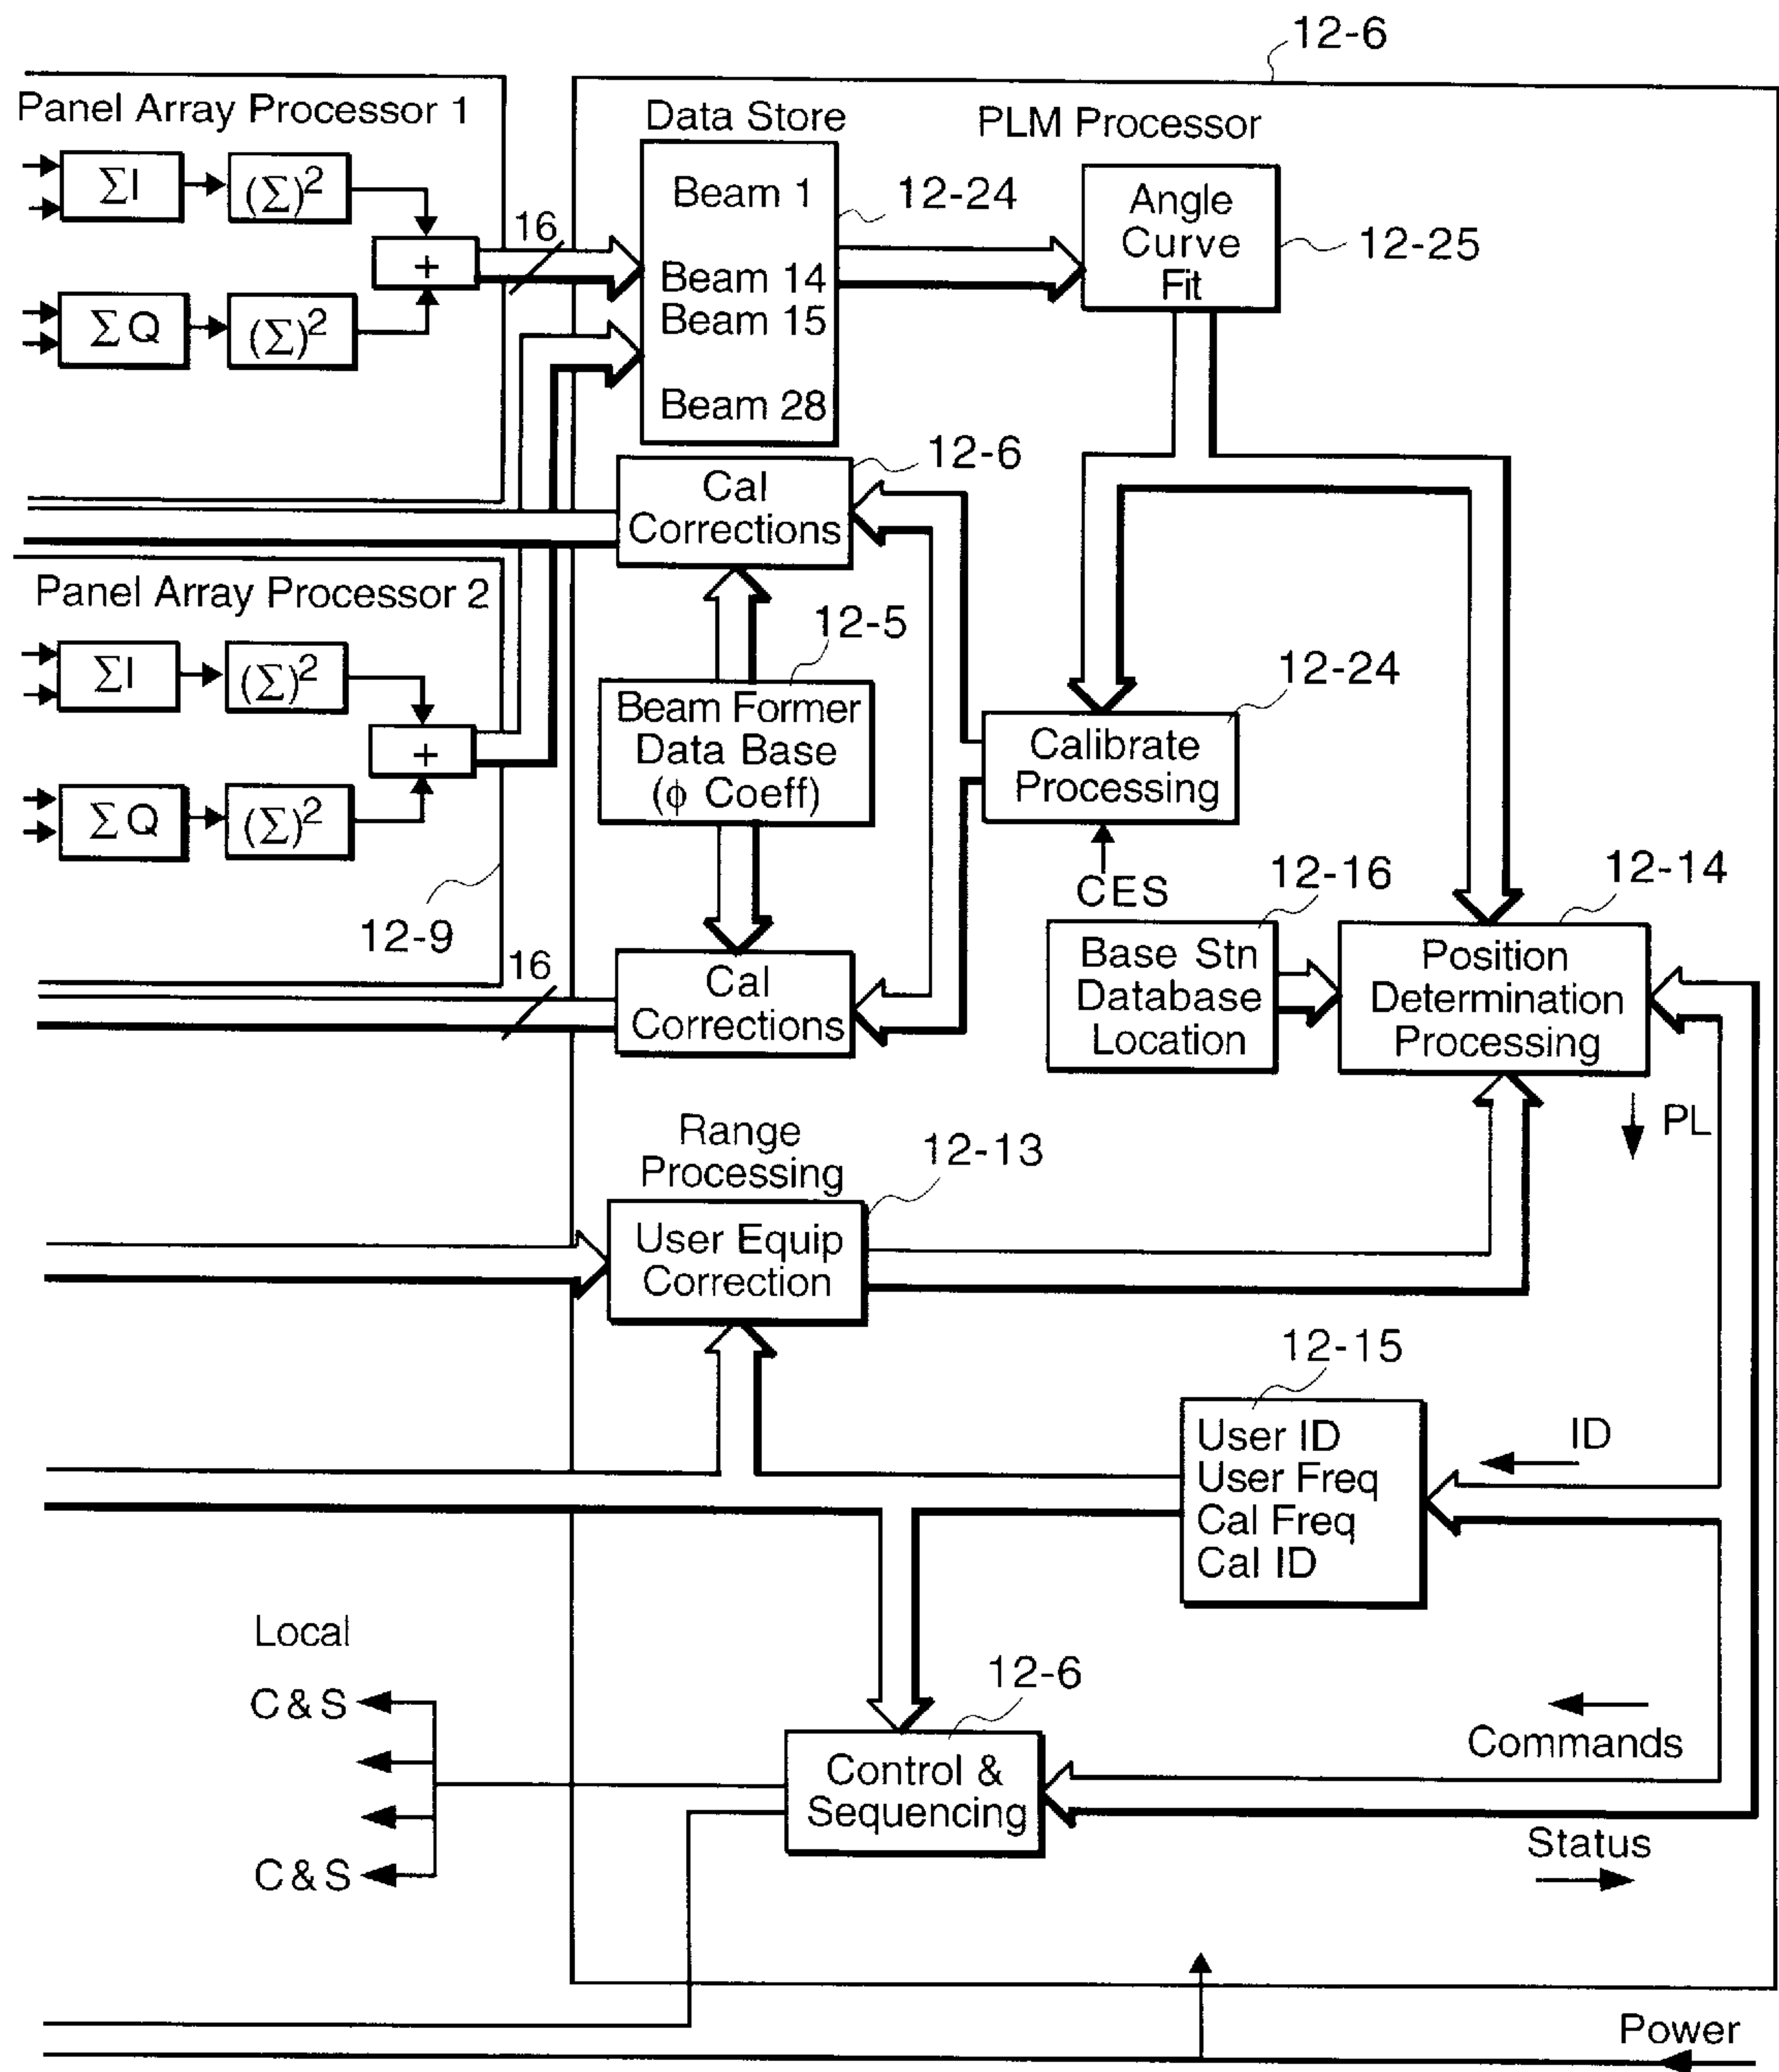 12-6
Panel Array Processor 1
ΣI
(Σ)²
+
16
ΣQ
(Σ)²
Data Store
Beam 1
Beam 14
Beam 15
Beam 28
12-24
PLM Processor
Angle
Curve
Fit
12-25
12-6
Cal
Corrections
Panel Array Processor 2
ΣI
(Σ)²
+
ΣQ
(Σ)²
12-9
12-5
Beam Former
Data Base
(ϕ Coeff)
12-24
Calibrate
Processing
CES
16
Cal
Corrections
12-16
Base Stn
Database
Location
12-14
Position
Determination
Processing
PL
Range
Processing
12-13
User Equip
Correction
12-15
User ID
User Freq
Cal Freq
Cal ID
ID
Local
C&S
C&S
12-6
Control &
Sequencing
Commands
Status
Power